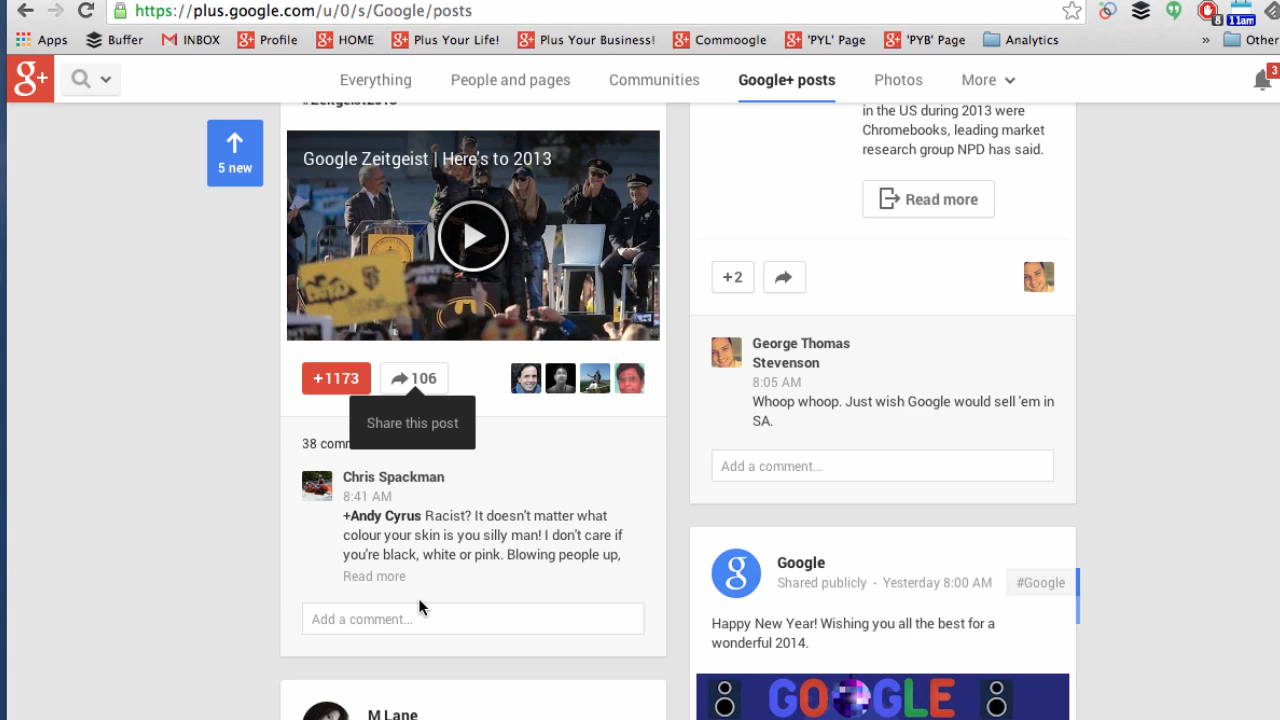 https://plus.google.com/u/0/s/Google/posts
8
11am
Apps
Buffer
INBOX
g+ Profile
g+ HOME
g+ Plus Your Life!
g+ Plus Your Business!
g+ Comoogle
g+ 'PYL' Page
g+ 'PYB' Page
Analytics
»
Other
g+
Everything
People and pages
Communities
Google+ posts
Photos
More
3
5 new
Google Zeitgeist | Here's to 2013
+1173
106
Share this post
38 comm
Chris Spackman
8:41 AM
+Andy Cyrus Racist? It doesn't matter what
colour your skin is you silly man! I don't care if
you're black, white or pink. Blowing people up,
Read more
Add a comment...
M Lane
in the US during 2013 were
Chromebooks, leading market
research group NPD has said.
Read more
+2
George Thomas
Stevenson
8:05 AM
Whoop whoop. Just wish Google would sell 'em in
SA.
Add a comment...
g
Google
Shared publicly - Yesterday 8:00 AM
#Google
Happy New Year! Wishing you all the best for a
wonderful 2014.
GOOGLE